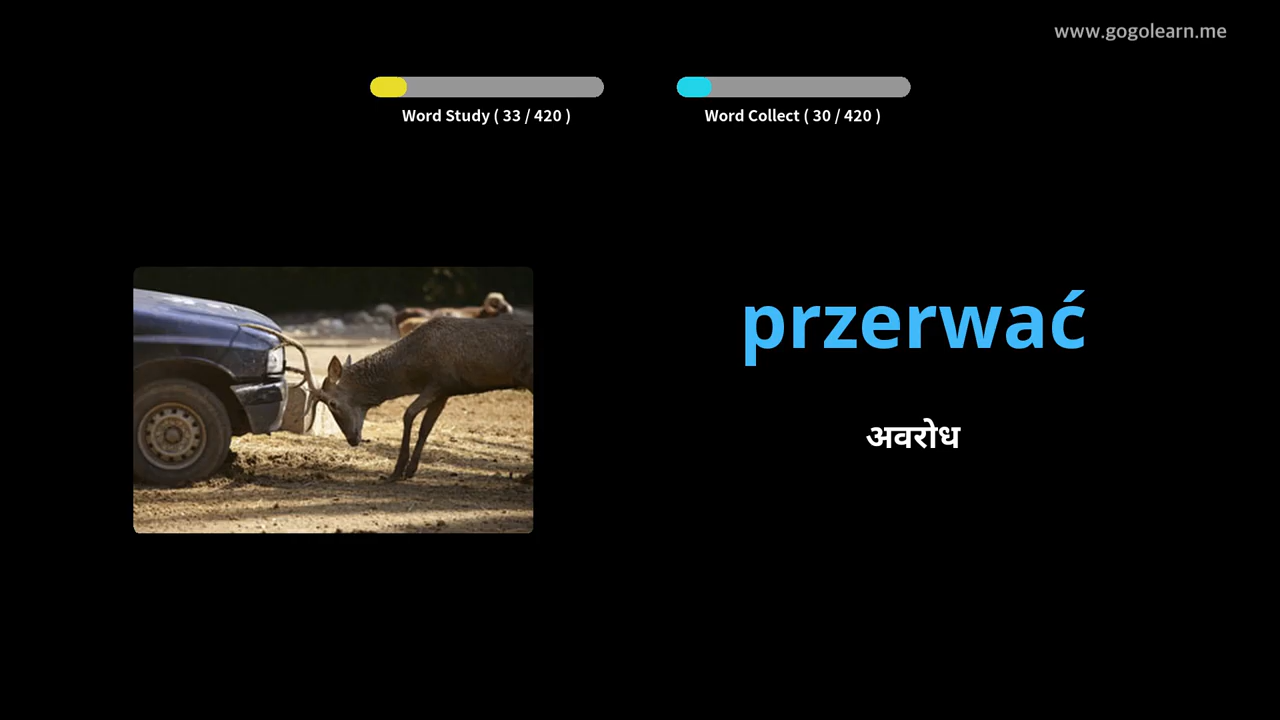 www.gogolearn.me
Word Study ( 33 / 420 )
Word Collect ( 30 / 420 )
przerwać
अवरोध